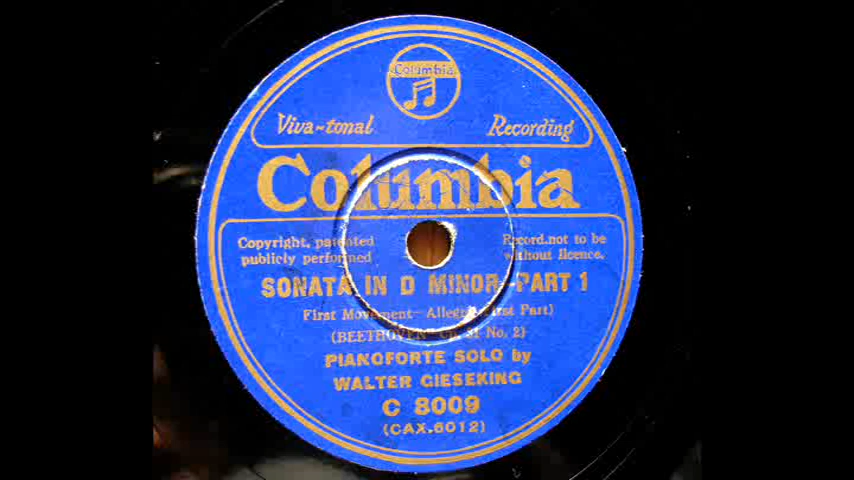 Columbia
Viva-tonal Recording
Columbia
Copyright, patented Record.not to be
publicly performed without licence.
SONATA IN D MINOR-PART 1
First Movement-Allegro (First Part)
(BEETHOVEN Op. 31 No. 2)
PIANOFORTE SOLO by
WALTER GIESEKING
C 8009
(CAX.6012)